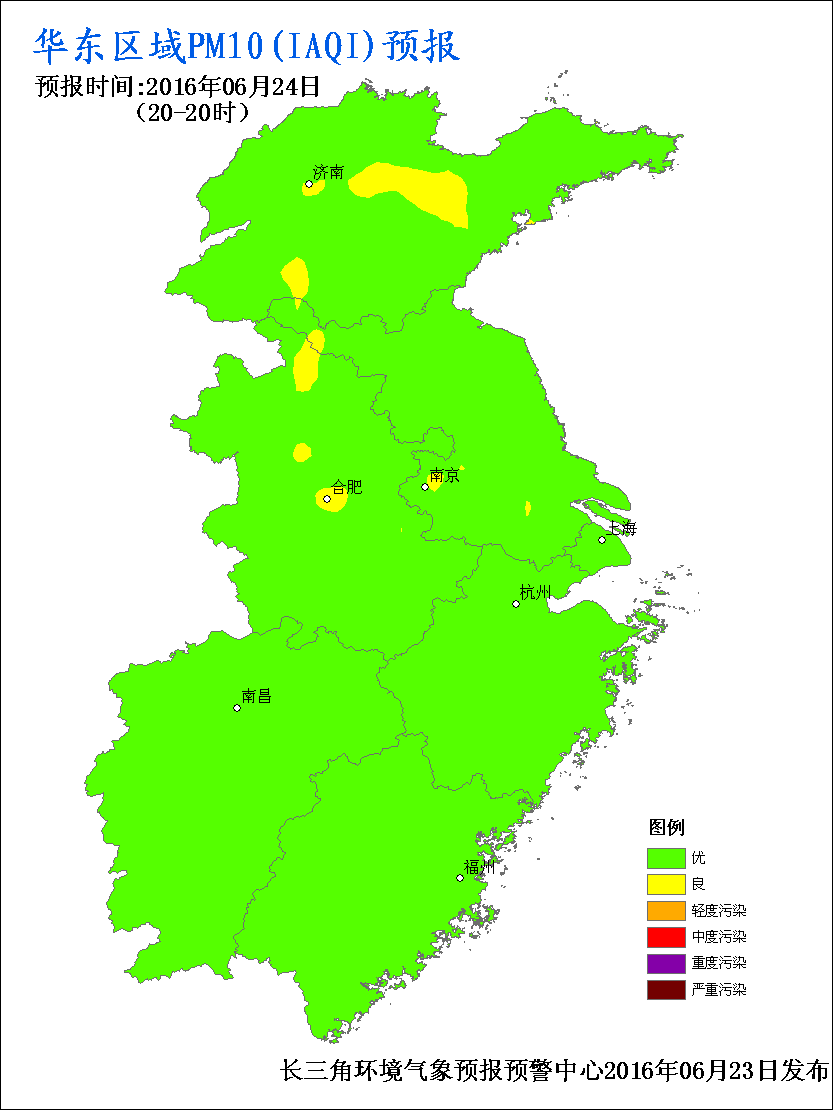 华东区域PM10(IAQI)预报
预报时间:2016年06月24日
(20-20时)
济南
合肥
南京
上海
杭州
南昌
福州
图例
优
良
轻度污染
中度污染
重度污染
严重污染
长三角环境气象预报预警中心2016年06月23日发布